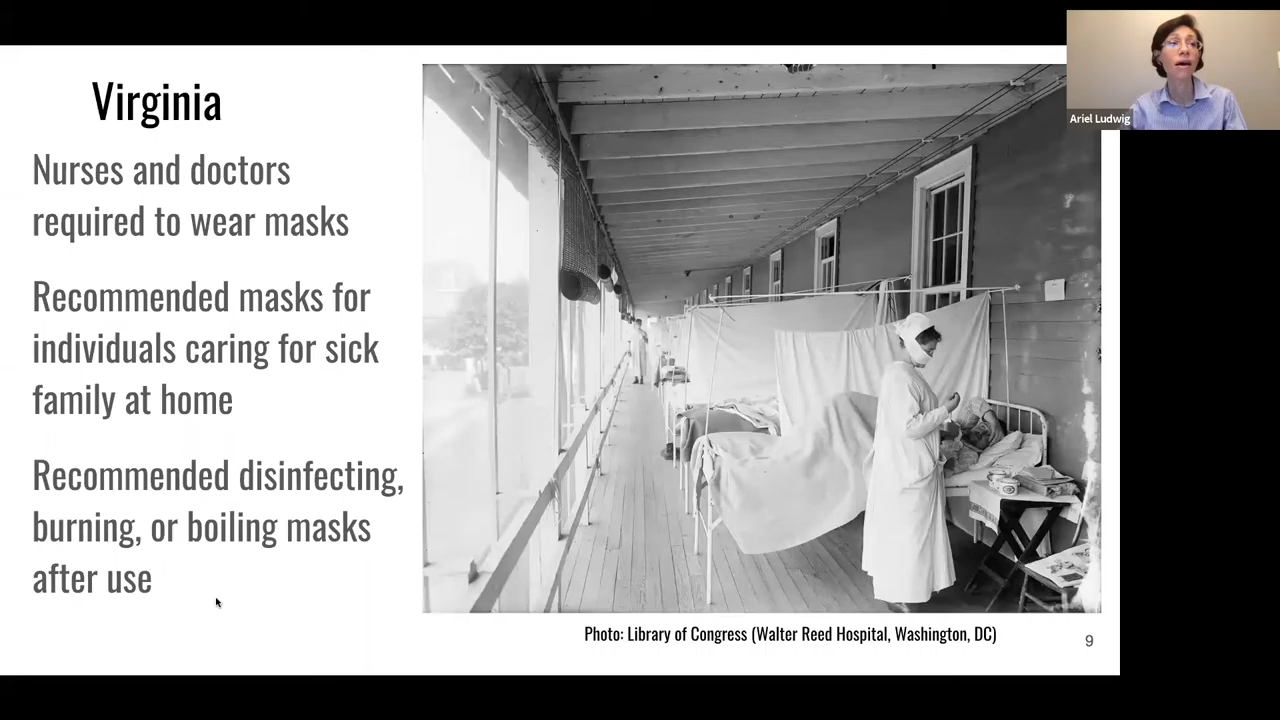 Virginia
Nurses and doctors
required to wear masks
Recommended masks for
individuals caring for sick
family at home
Recommended disinfecting,
burning, or boiling masks
after use
Photo: Library of Congress (Walter Reed Hospital, Washington, DC)
9
Ariel Ludwig